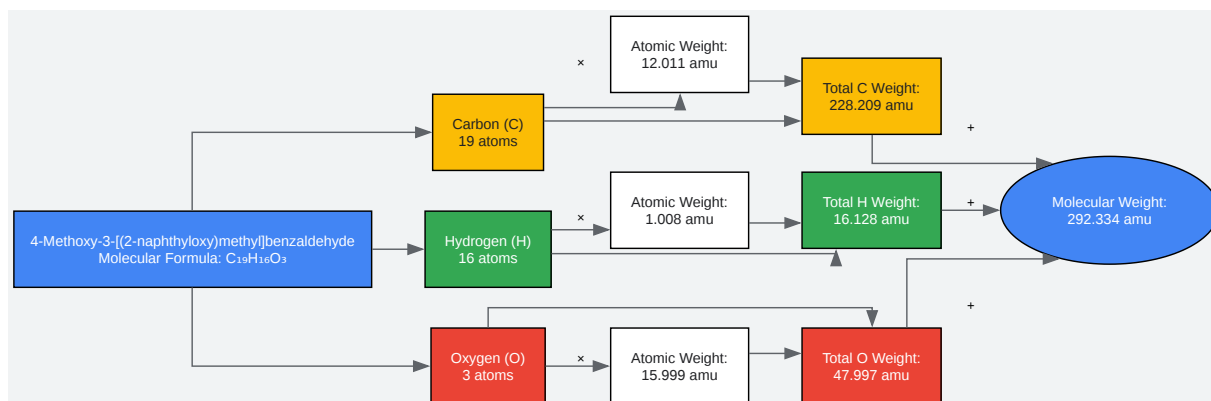 ×
Atomic Weight:
12.011 amu
Carbon (C)
19 atoms
Total C Weight:
228.209 amu
+
4-Methoxy-3-[(2-naphthyloxy)methyl]benzaldehyde
Molecular Formula: C₁₉H₁₆O₃
Hydrogen (H)
16 atoms
×
Atomic Weight:
1.008 amu
Total H Weight:
16.128 amu
+
Molecular Weight:
292.334 amu
Oxygen (O)
3 atoms
×
Atomic Weight:
15.999 amu
Total O Weight:
47.997 amu
+